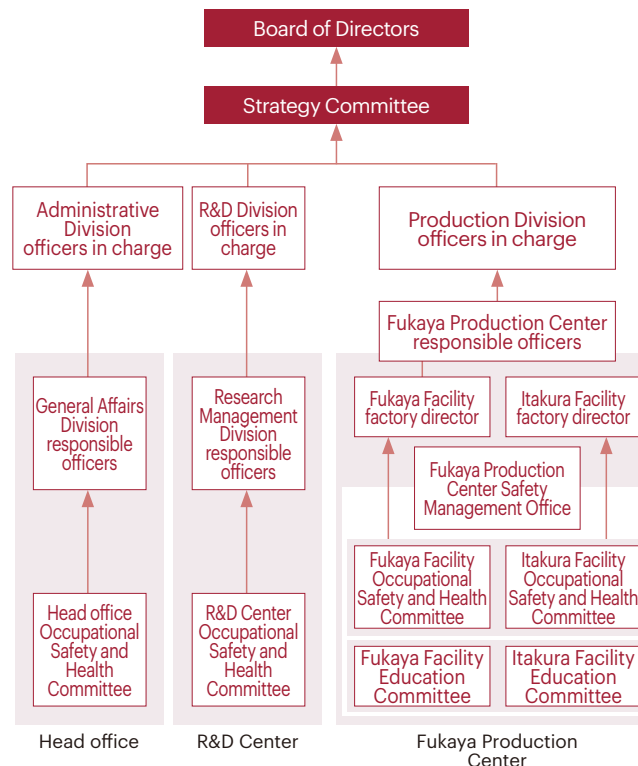 Board of Directors
Strategy Committee
Administrative
Division
officers in charge
R&D Division
officers in
charge
Production Division
officers in charge
Fukaya Production Center
responsible officers
General Affairs
Division
responsible
officers
Research
Management
Division
responsible
officers
Fukaya Facility
factory director
Itakura Facility
factory director
Fukaya Production
Center Safety
Management Office
Head office
Occupational
Safety and
Health
Committee
R&D Center
Occupational
Safety and
Health
Committee
Fukaya Facility
Occupational
Safety and Health
Committee
Itakura Facility
Occupational
Safety and Health
Committee
Fukaya Facility
Education
Committee
Itakura Facility
Education
Committee
Head office
R&D Center
Fukaya Production
Center